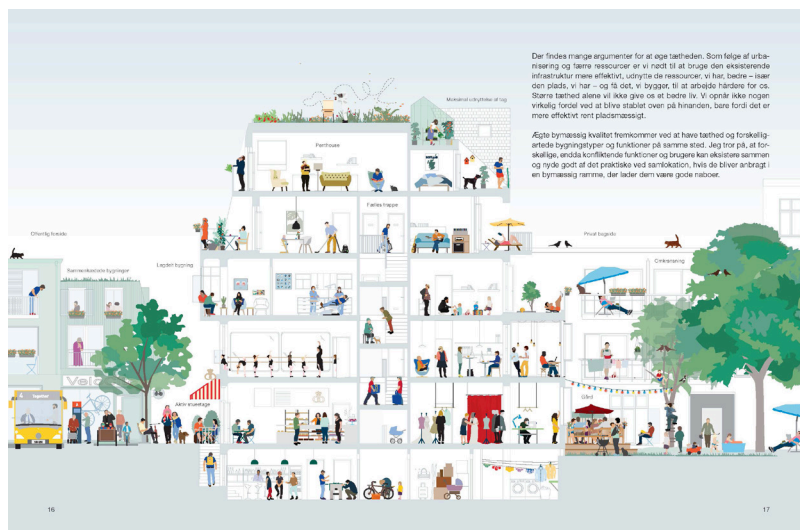 Der findes mange argumenter for at øge tætheden. Som følge af urba-
nisering og færre ressourcer er vi nødt til at bruge den eksisterende
infrastruktur mere effektivt, udnytte de ressourcer, vi har, bedre – især
den plads, vi har – og få det, vi bygger, til at arbejde hårdere for os.
Større tæthed alene vil ikke give os et bedre liv. Vi opnår ikke nogen
virkelig fordel ved at blive stablet oven på hinanden, bare fordi det er
mere effektivt rent pladsmæssigt.
Ægte bymæssig kvalitet fremkommer ved at have tæthed og forskellig-
artede bygningstyper og funktioner på samme sted. Jeg tror på, at for-
skellige, endda konfliktende funktioner og brugere kan eksistere sammen
og nyde godt af det praktiske ved samlokation, hvis de bliver anbragt i
en bymæssig ramme, der lader dem være gode naboer.
Maksimal udnyttelse af tag
Penthouse
Fælles trappe
Offentlig forside
Privat bagside
Sammenbyggede bygninger
Lagdelt bygning
Omkransning
Velo
Aktiv stueetage
Gård
16
17